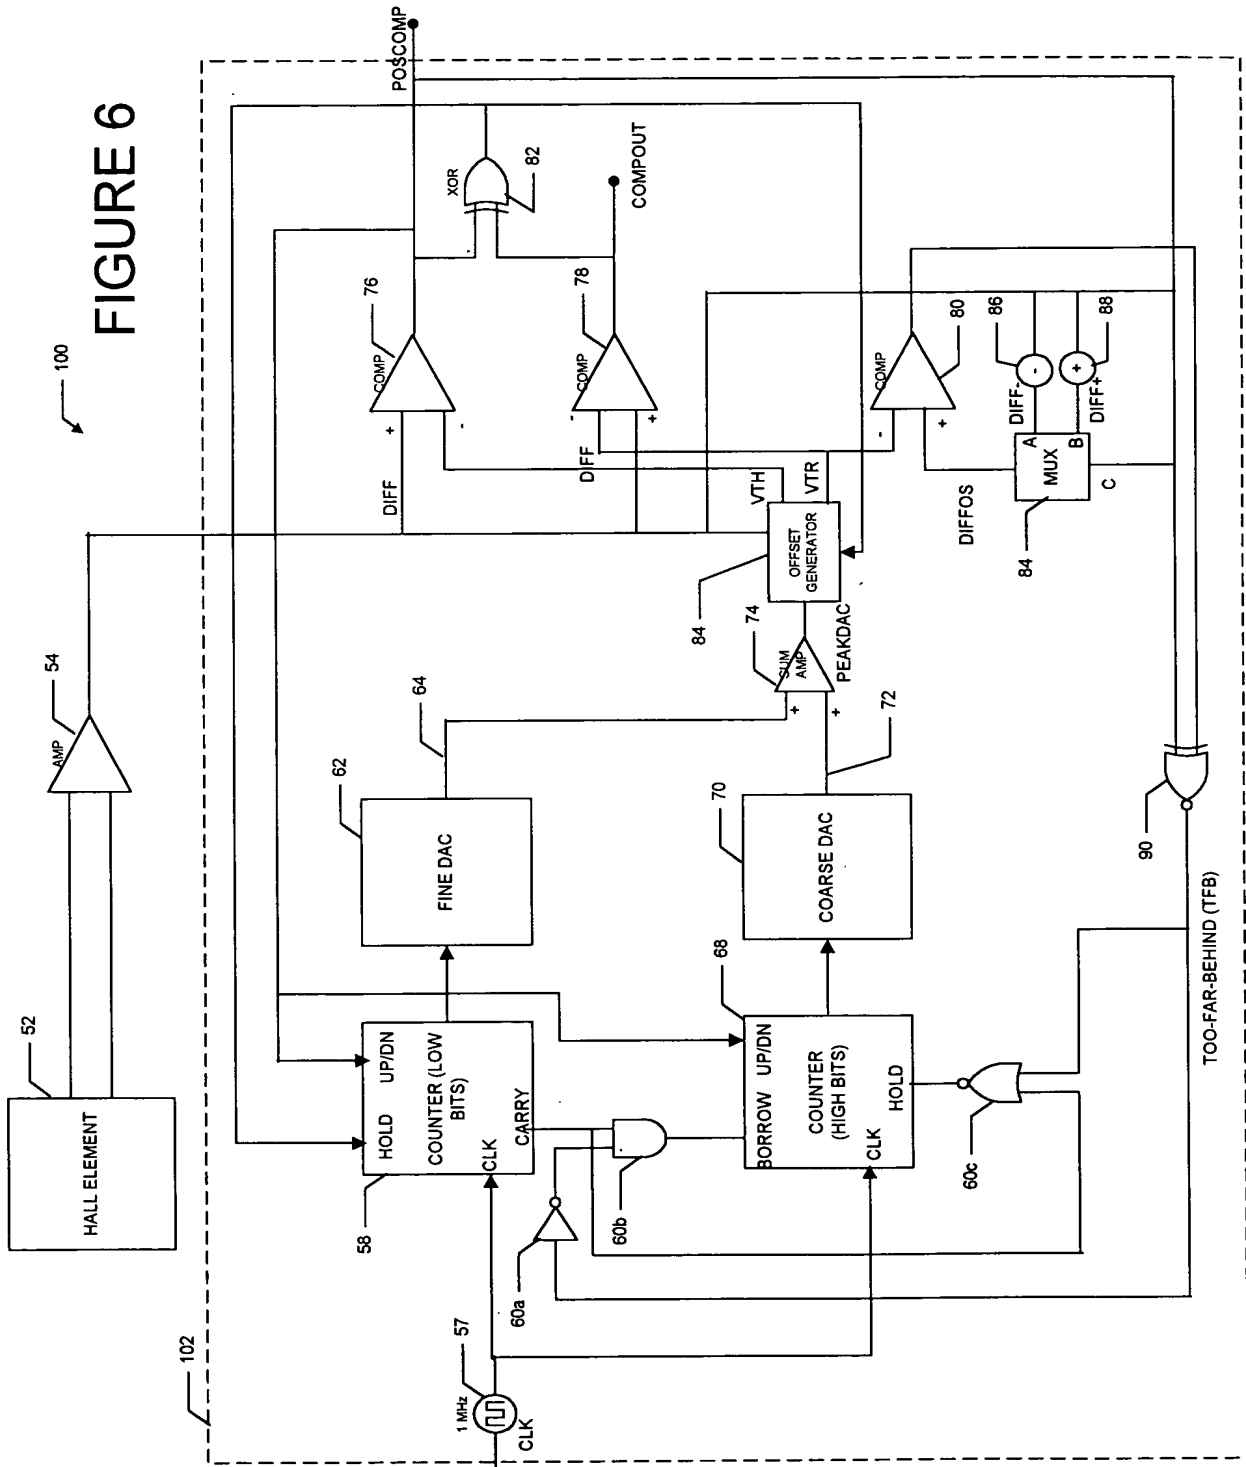 FIGURE 6
100
102
HALL ELEMENT
52
AMP
54
POSCOMP
57
1 MHz
CLK
58
HOLD
UP/DN
COUNTER (LOW
BITS)
CLK
CARRY
62
FINE DAC
64
DIFF
+
-
COMP
76
XOR
82
COMPOUT
60a
60b
68
BORROW
UP/DN
COUNTER
(HIGH BITS)
CLK
HOLD
60c
70
COARSE DAC
72
74
+
+
SUM
AMP
PEAKDAC
84
OFFSET
GENERATOR
VTH
VTR
DIFF
-
+
COMP
78
-
+
COMP
80
DIFFOS
84
MUX
A
B
C
DIFF-
DIFF+
-
+
86
88
90
TOO-FAR-BEHIND (TFB)